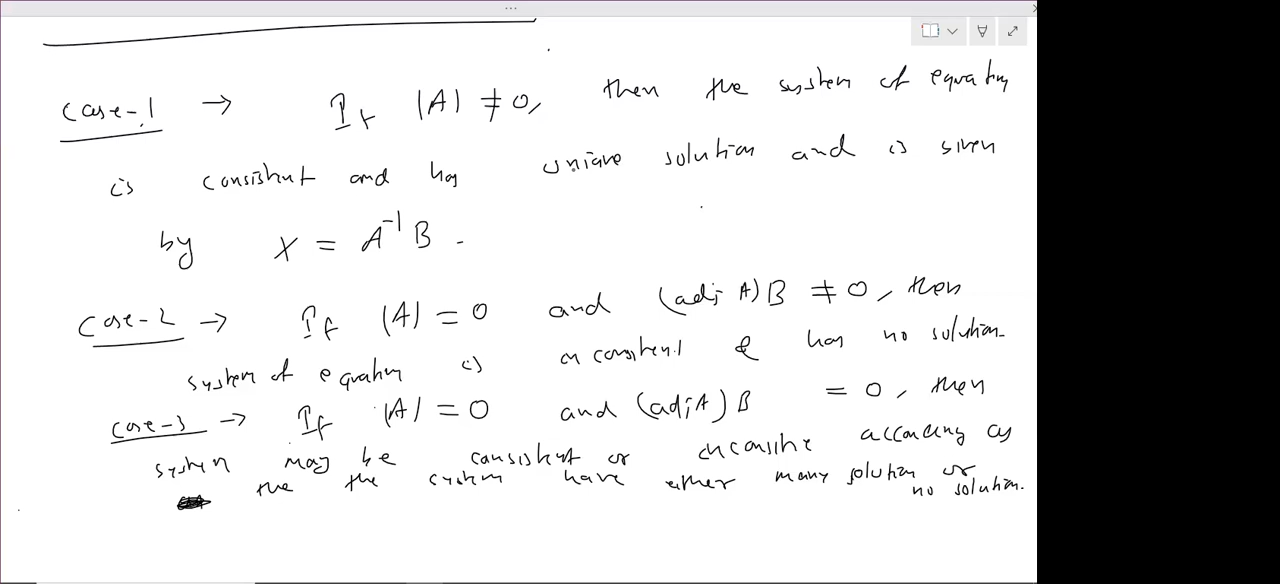 Case-1 → If |A| ≠ 0, then the system of equation
is consistent and has unique solution and is given
by X = A⁻¹B.
Case-2 → If |A| = 0 and (adj A)B ≠ 0, then
system of equation is inconsistent & has no solution.
Case-3 → If |A| = 0 and (adj A)B = 0, then
system may be consistent or inconsitre according as
the the system have either many solution or
no solution.